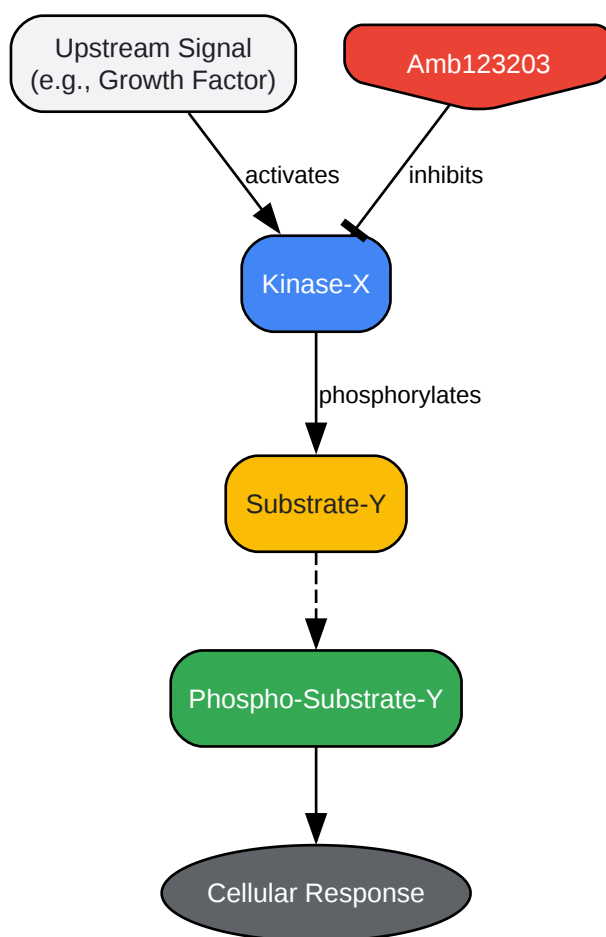 Upstream Signal
(e.g., Growth Factor)
Amb123203
activates
inhibits
Kinase-X
phosphorylates
Substrate-Y
Phospho-Substrate-Y
Cellular Response